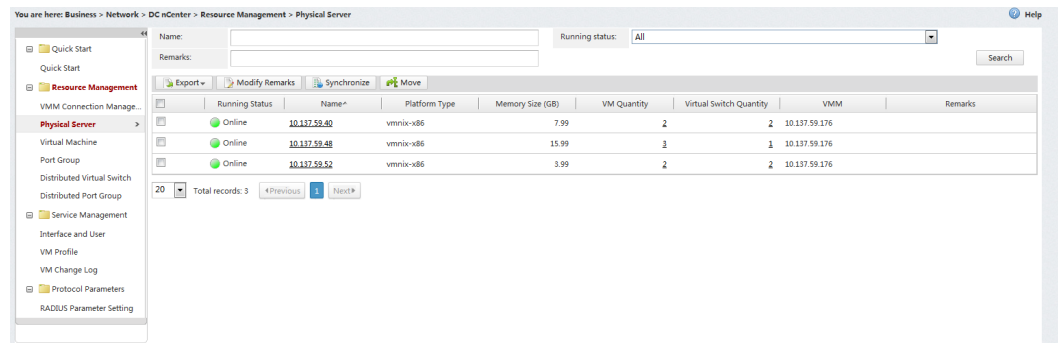 You are here: Business > Network > DC nCenter > Resource Management > Physical Server
Help
Quick Start
Quick Start
Resource Management
VMM Connection Manage...
Physical Server >
Virtual Machine
Port Group
Distributed Virtual Switch
Distributed Port Group
Service Management
Interface and User
VM Profile
VM Change Log
Protocol Parameters
RADIUS Parameter Setting
Name: Running status: All
Remarks:
Search
Export Modify Remarks Synchronize Move
Running Status Name Platform Type Memory Size (GB) VM Quantity Virtual Switch Quantity VMM Remarks
Online 10.137.59.40 vmnix-x86 7.99 2 2 10.137.59.176
Online 10.137.59.48 vmnix-x86 15.99 3 1 10.137.59.176
Online 10.137.59.52 vmnix-x86 3.99 2 2 10.137.59.176
20 Total records: 3 Previous 1 Next